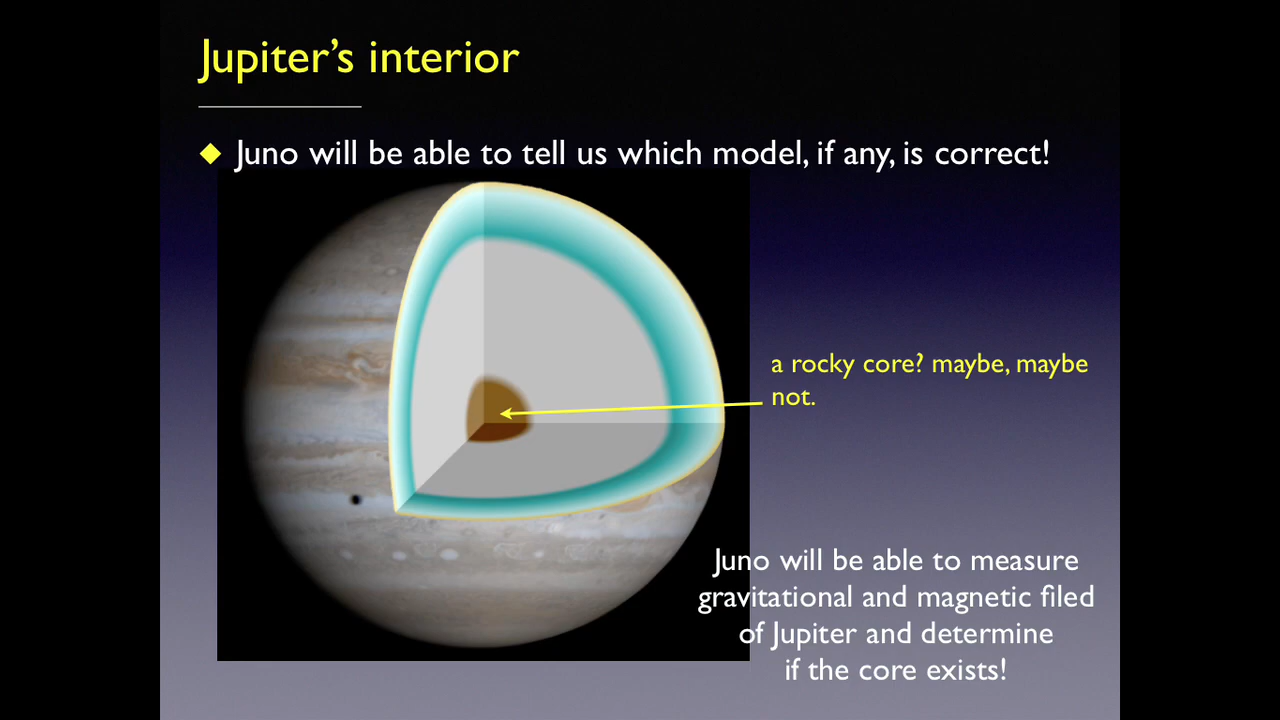 Jupiter’s interior
Juno will be able to tell us which model, if any, is correct!
a rocky core? maybe, maybe
not.
Juno will be able to measure
gravitational and magnetic filed
of Jupiter and determine
if the core exists!